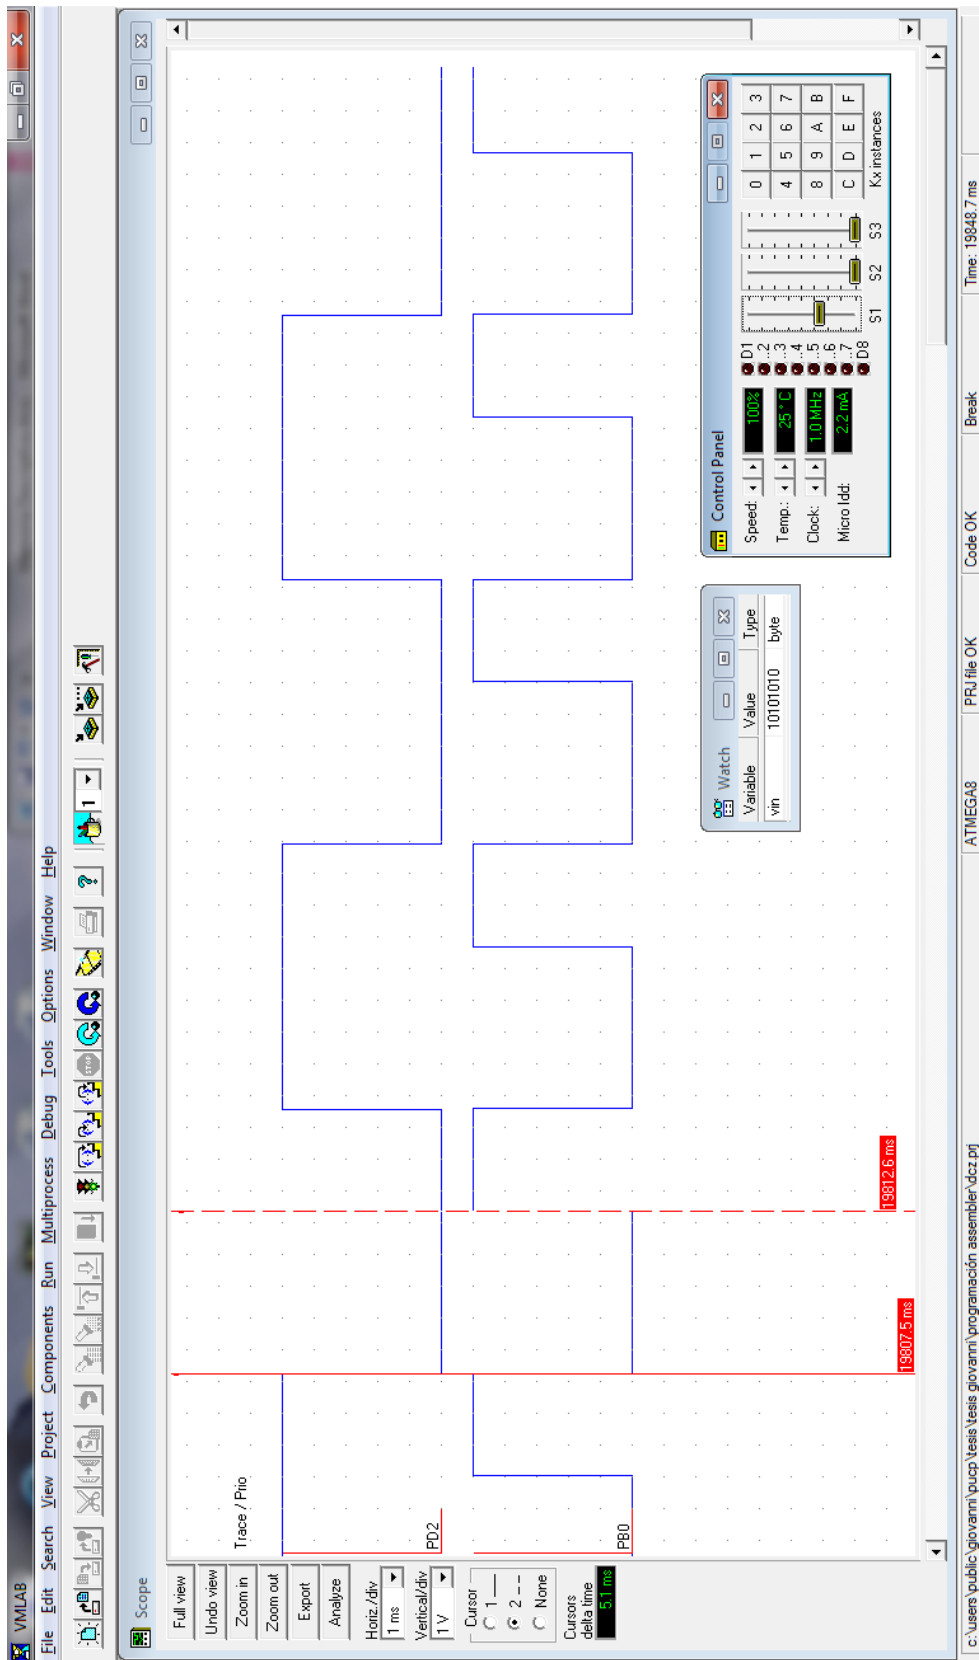 VMLAB
File Edit Search View Project Components Run Multiprocess Debug Tools Options Window Help
1
Scope
Full view
Undo view
Zoom in
Zoom out
Export
Analyze
Horiz./div
1 ms
Vertical/div
1 V
Cursor
1
2
None
Cursors
delta time
5.1 ms
Trace / Prio
PD2
PB0
19807.5 ms
19812.6 ms
Watch
Variable Value Type
vin 10101010 byte
Control Panel
Speed: 100%
Temp.: 25 ° C
Clock: 1.0 MHz
Micro Idd: 2.2 mA
D1
..2
..3
..4
..5
..6
..7
D8
S1 S2 S3
0 1 2 3
4 5 6 7
8 9 A B
C D E F
Kx instances
c:\users\public\giovanni\pucp\tesis\tesis giovanni\programación assembler\dcz.prj ATMEGA8 PRJ file OK Code OK Break Time: 19848.7 ms